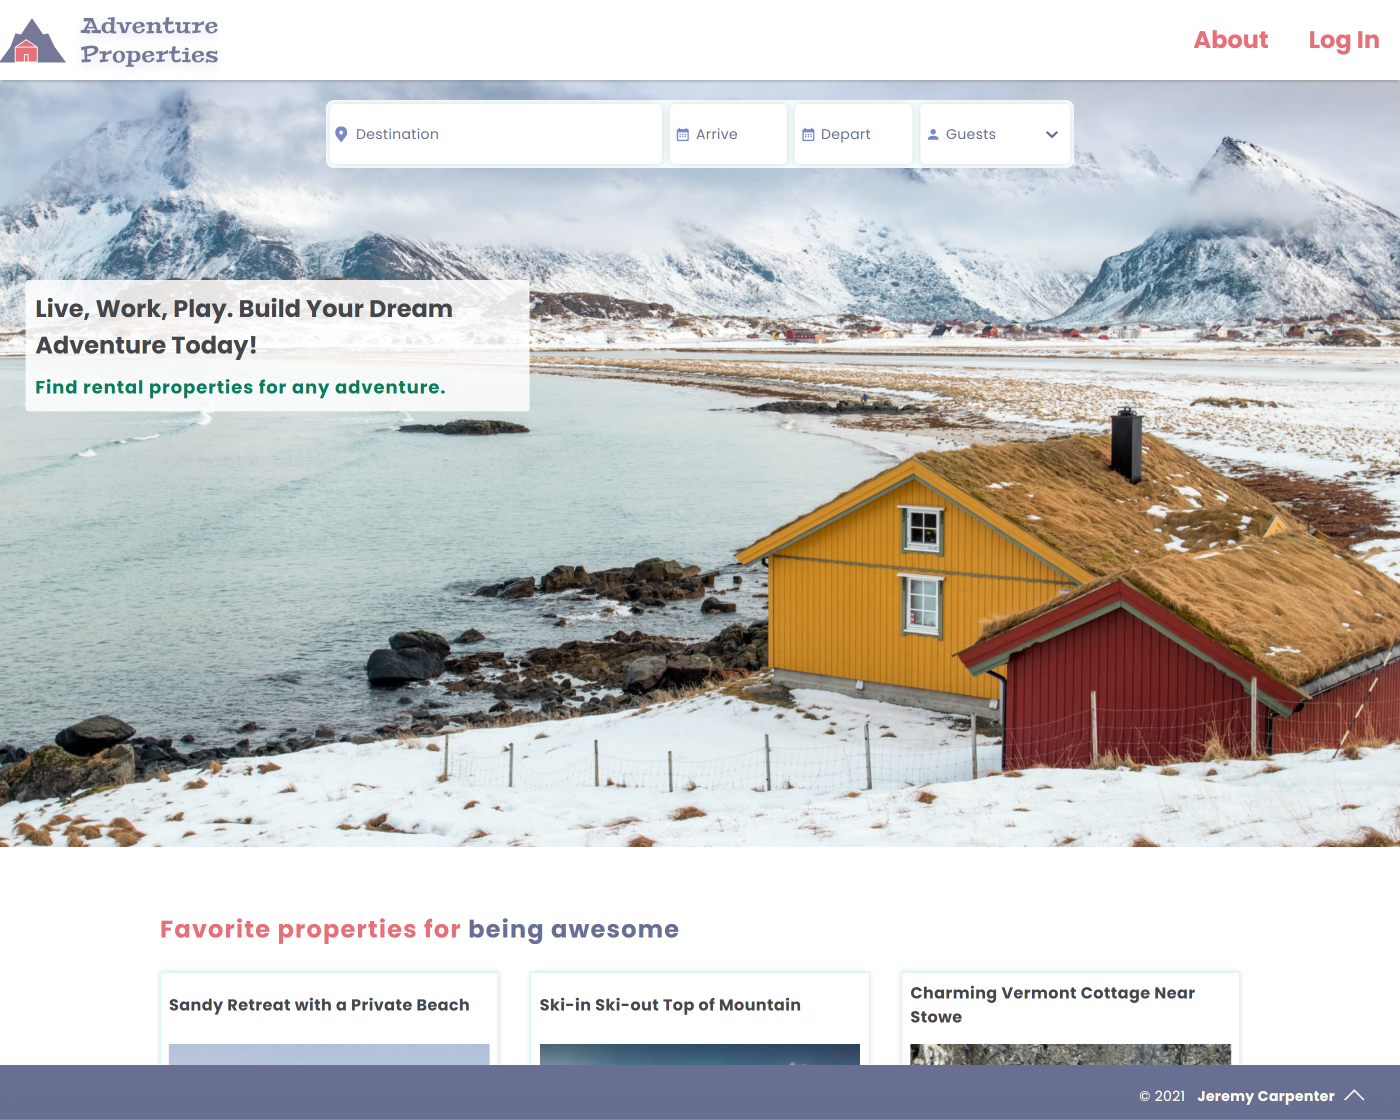 Adventure
Properties
About
Log In
Destination
Arrive
Depart
Guests
Live, Work, Play. Build Your Dream
Adventure Today!
Find rental properties for any adventure.
Favorite properties for being awesome
Sandy Retreat with a Private Beach
Ski-in Ski-out Top of Mountain
Charming Vermont Cottage Near
Stowe
© 2021 Jeremy Carpenter